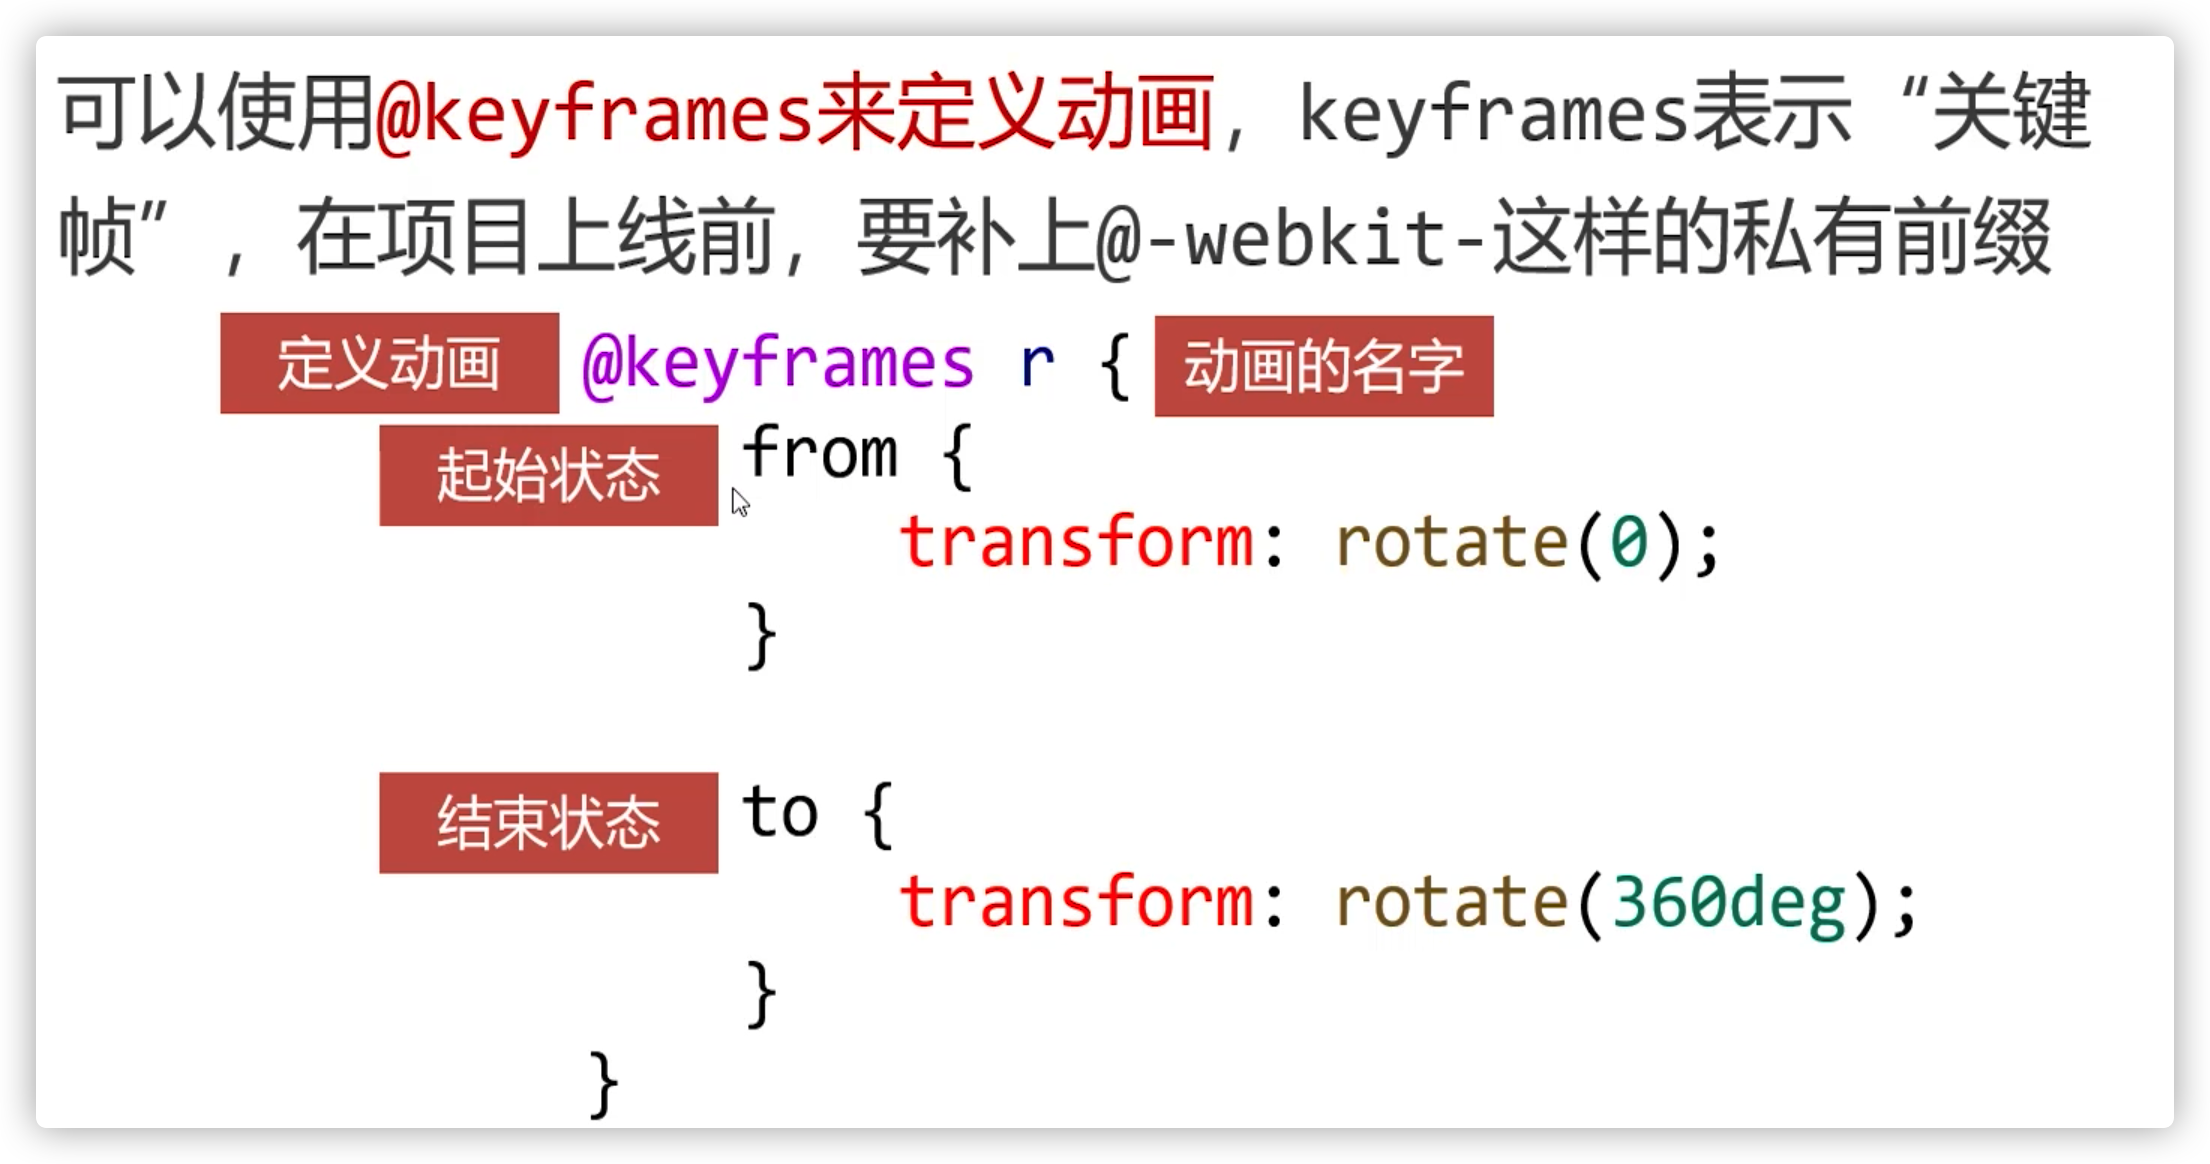 可以使用@keyframes来定义动画，keyframes表示“关键
帧”，在项目上线前，要补上@-webkit-这样的私有前缀
定义动画 @keyframes r { 动画的名字
起始状态 from {
transform: rotate(0);
}
结束状态 to {
transform: rotate(360deg);
}
}